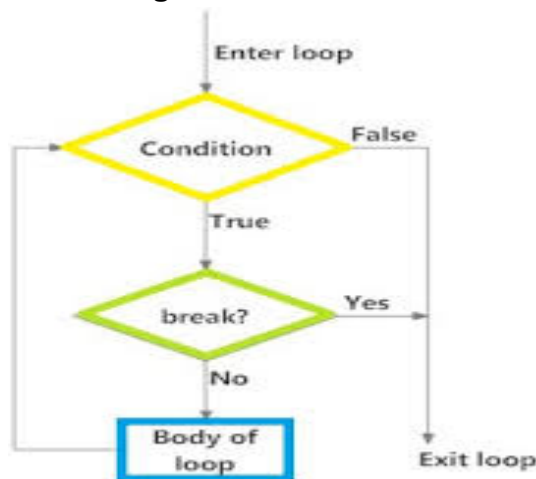 Enter loop
Condition
False
True
break?
Yes
No
Body of
loop
Exit loop